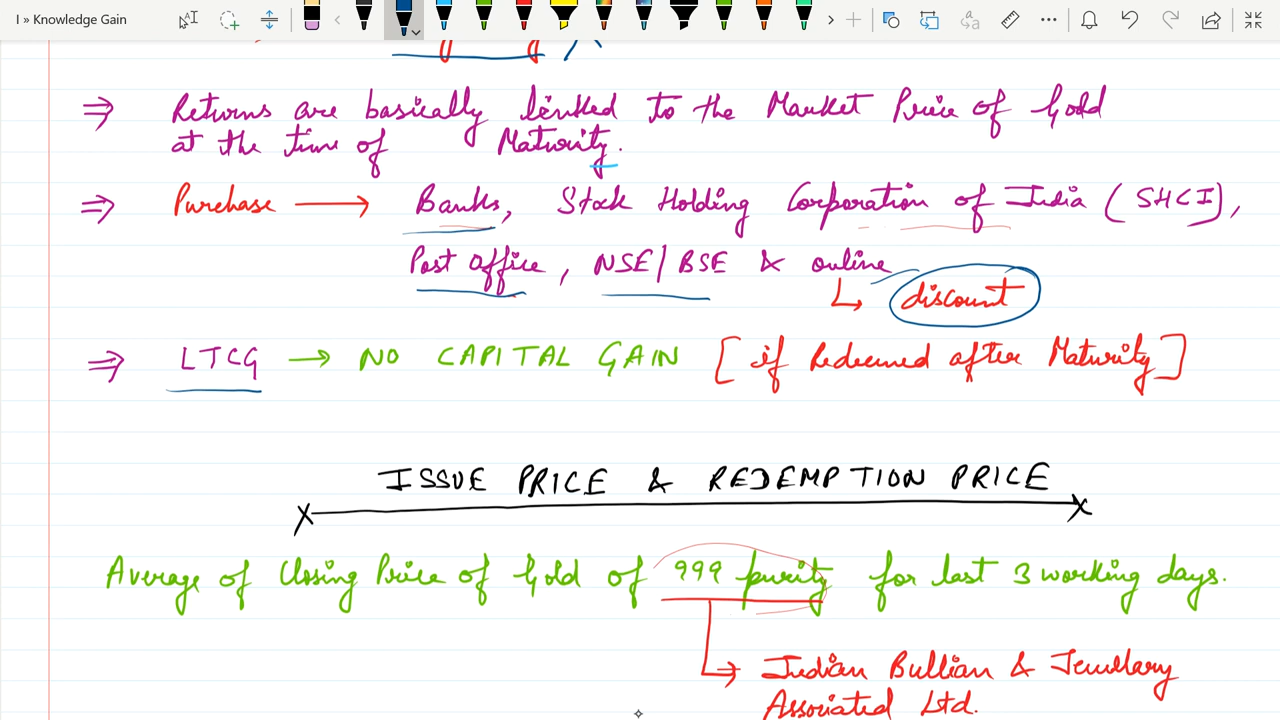 I » Knowledge Gain
⇒ Returns are basically linked to the Market Price of Gold
at the time of Maturity.
⇒ Purchase → Banks, Stock Holding Corporation of India (SHCI),
Post Office, NSE/BSE & online
↳ discount
⇒ LTCG → NO CAPITAL GAIN [if Redeemed after Maturity]
ISSUE PRICE & REDEMPTION PRICE
Average of Closing Price of Gold of 999 purity for last 3 working days.
↳ Indian Bullian & Jewllary
Associated Ltd.